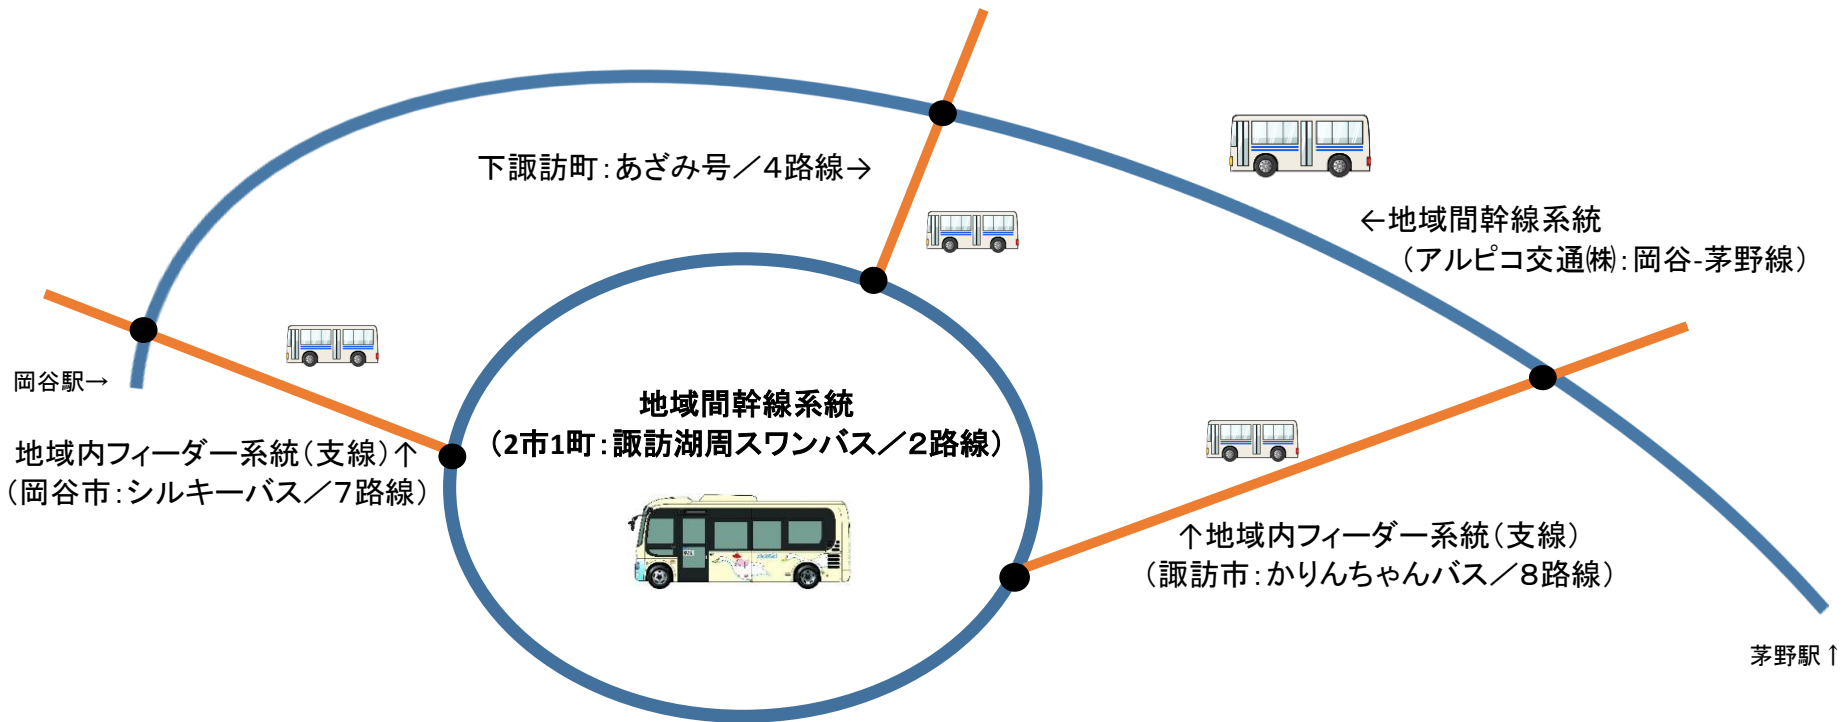 下諏訪町：あざみ号／４路線→
←地域間幹線系統
（アルピコ交通㈱：岡谷-茅野線）
岡谷駅→
地域間幹線系統
（2市1町：諏訪湖周スワンバス／２路線）
地域内フィーダー系統（支線）↑
（岡谷市：シルキーバス／７路線）
↑地域内フィーダー系統（支線）
（諏訪市：かりんちゃんバス／８路線）
茅野駅↑